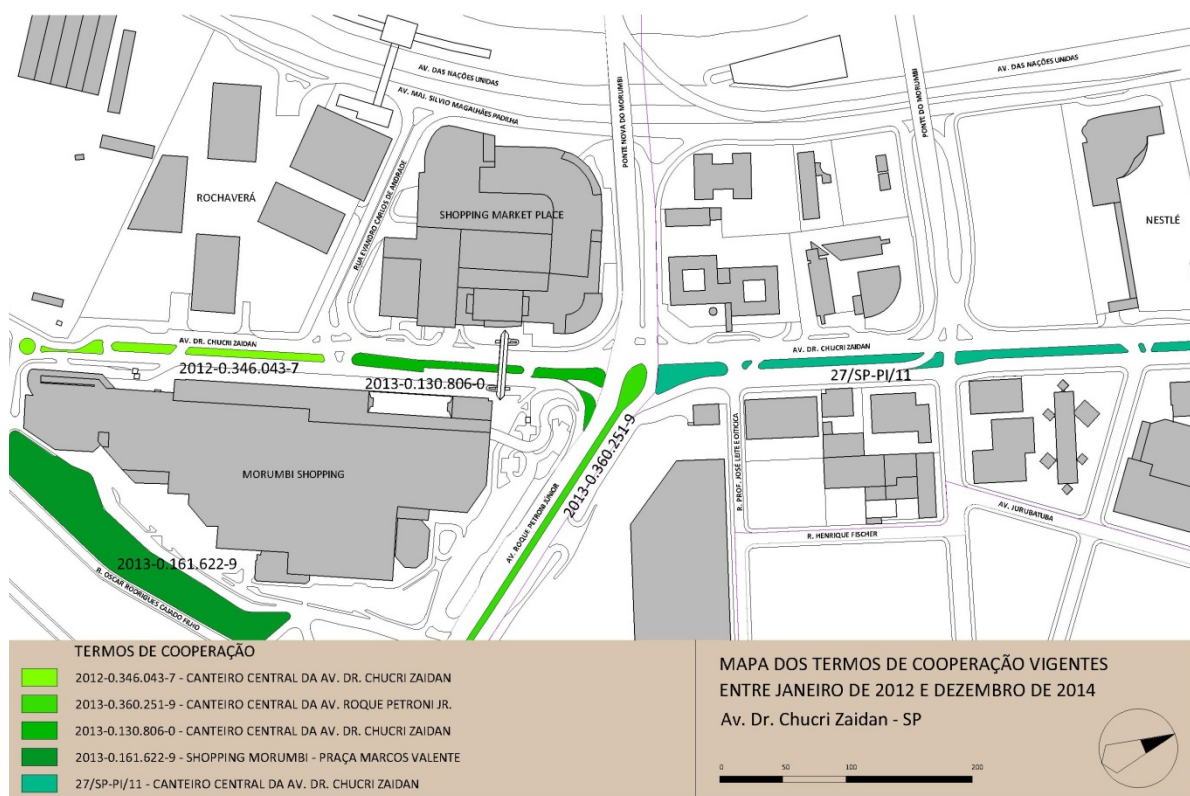 AV. DAS NAÇÕES UNIDAS
AV. DAS NAÇÕES UNIDAS
AV. MAJ. SILVIO MAGALHÃES PADILHA
PONTE NOVA DO MORUMBI
PONTE DO MORUMBI
ROCHAVERÁ
RUA EVANDRO CARLOS DE ANDRADE
SHOPPING MARKET PLACE
NESTLÉ
AV. DR. CHUCRI ZAIDAN
AV. DR. CHUCRI ZAIDAN
2012-0.346.043-7
2013-0.130.806-0
27/SP-PI/11
2013-0.360.251-9
MORUMBI SHOPPING
AV. ROQUE PETRONI JÚNIOR
R. PROF. JOSÉ LEITE E OITICICA
AV. JURUBATUBA
R. HENRIQUE FISCHER
2013-0.161.622-9
R. OSCAR RODRIGUES CAJADO FILHO
TERMOS DE COOPERAÇÃO
2012-0.346.043-7 - CANTEIRO CENTRAL DA AV. DR. CHUCRI ZAIDAN
2013-0.360.251-9 - CANTEIRO CENTRAL DA AV. ROQUE PETRONI JR.
2013-0.130.806-0 - CANTEIRO CENTRAL DA AV. DR. CHUCRI ZAIDAN
2013-0.161.622-9 - SHOPPING MORUMBI - PRAÇA MARCOS VALENTE
27/SP-PI/11 - CANTEIRO CENTRAL DA AV. DR. CHUCRI ZAIDAN
MAPA DOS TERMOS DE COOPERAÇÃO VIGENTES
ENTRE JANEIRO DE 2012 E DEZEMBRO DE 2014
Av. Dr. Chucri Zaidan - SP
0 50 100 200